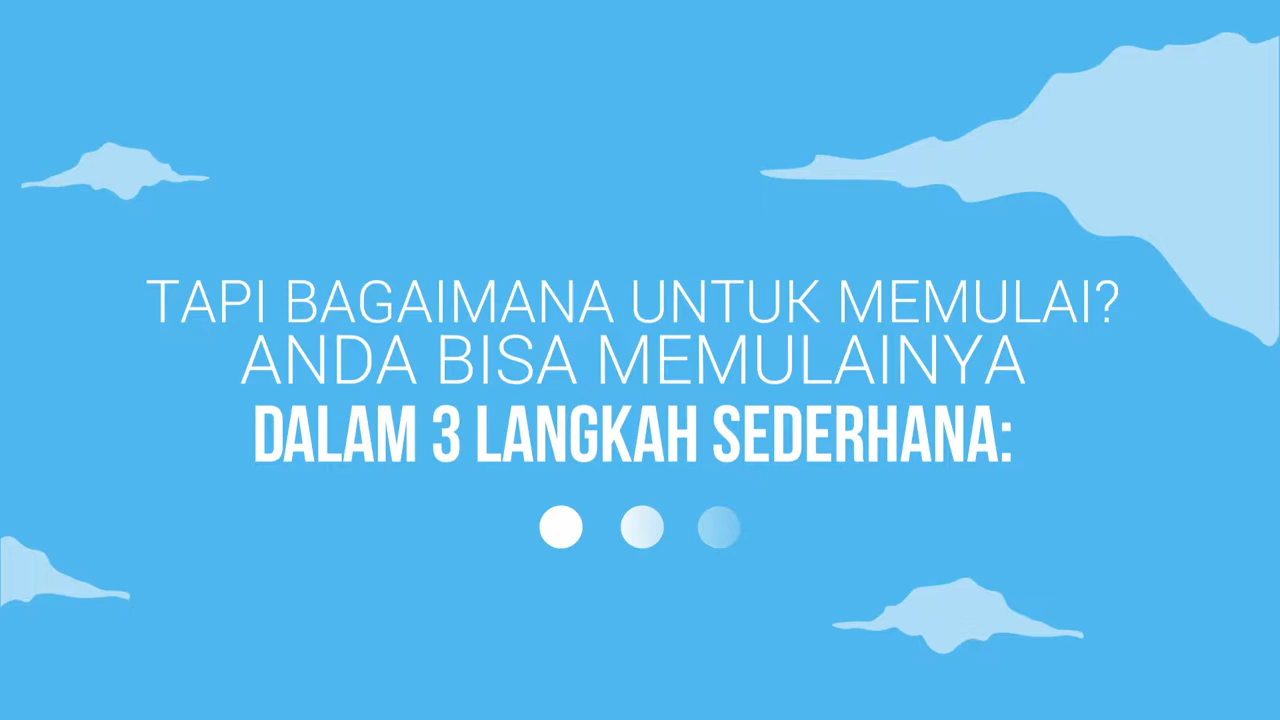 TAPI BAGAIMANA UNTUK MEMULAI?
ANDA BISA MEMULAINYA
DALAM 3 LANGKAH SEDERHANA: